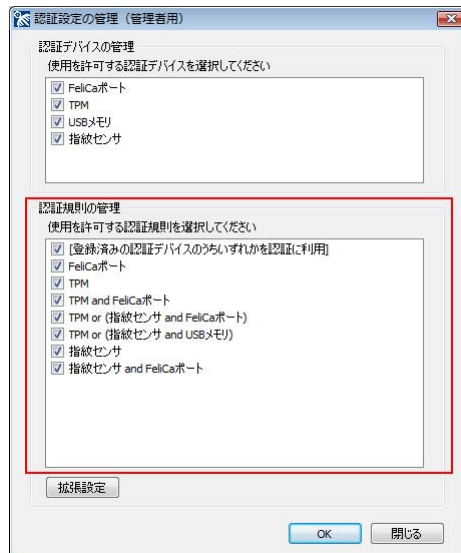 認証設定の管理（管理者用）
認証デバイスの管理
使用を許可する認証デバイスを選択してください
FeliCaポート
TPM
USBメモリ
指紋センサ
認証規則の管理
使用を許可する認証規則を選択してください
[登録済みの認証デバイスのうちいずれかを認証に利用]
FeliCaポート
TPM
TPM and FeliCaポート
TPM or (指紋センサ and FeliCaポート)
TPM or (指紋センサ and USBメモリ)
指紋センサ
指紋センサ and FeliCaポート
拡張設定
OK 閉じる